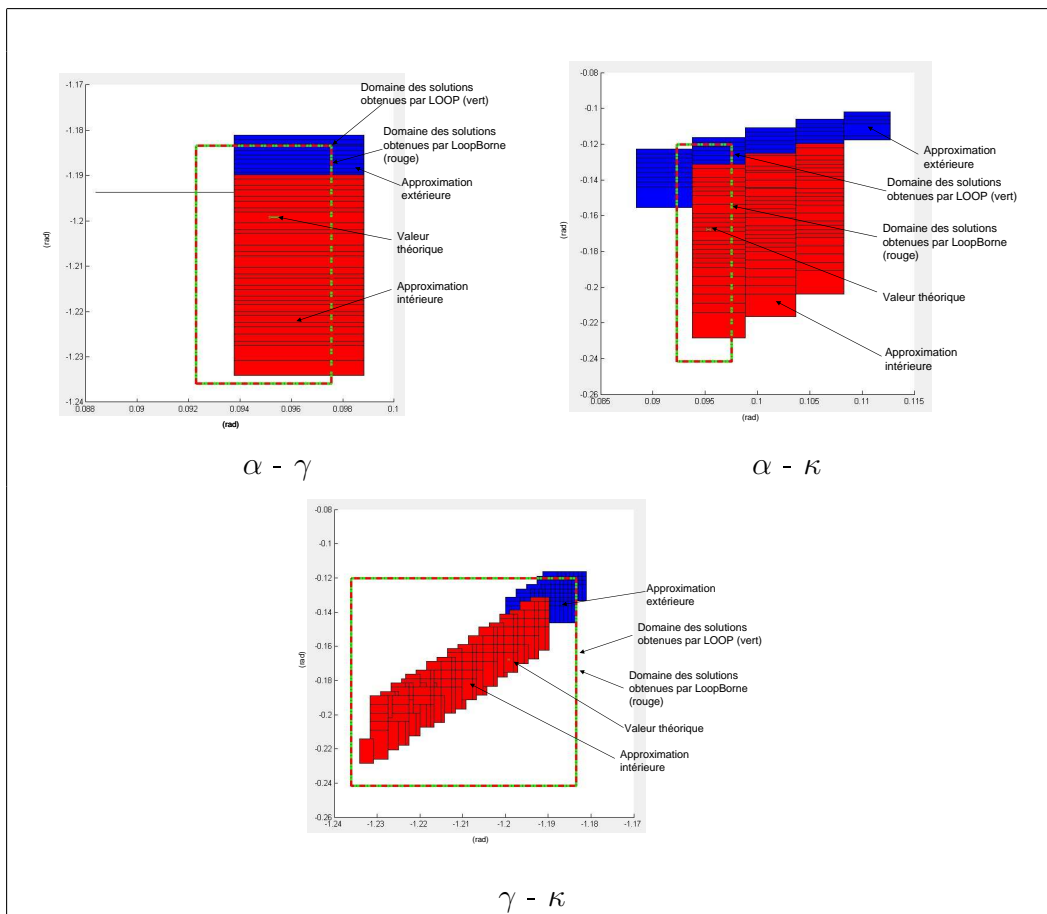 -1.17
-1.18
-1.19
-1.2
-1.21
-1.22
-1.23
-1.24
(rad)
0.088
0.09
0.092
0.094
0.096
0.098
0.1
(rad)
Domaine des solutions
obtenues par LOOP (vert)
Domaine des solutions
obtenues par LoopBorne
(rouge)
Approximation
extérieure
Valeur
théorique
Approximation
intérieure
α - γ
-0.08
-0.1
-0.12
-0.14
-0.16
-0.18
-0.2
-0.22
-0.24
-0.26
(rad)
0.085
0.09
0.095
0.1
0.105
0.11
0.115
(rad)
Approximation
extérieure
Domaine des solutions
obtenues par LOOP (vert)
Domaine des solutions
obtenues par LoopBorne
(rouge)
Valeur théorique
Approximation
intérieure
α - κ
-0.08
-0.1
-0.12
-0.14
-0.16
-0.18
-0.2
-0.22
-0.24
-0.26
(rad)
-1.24
-1.23
-1.22
-1.21
-1.2
-1.19
-1.18
-1.17
(rad)
Approximation
extérieure
Domaine des solutions
obtenues par LOOP (vert)
Domaine des solutions
obtenues par LoopBorne
(rouge)
Valeur théorique
Approximation
intérieure
γ - κ